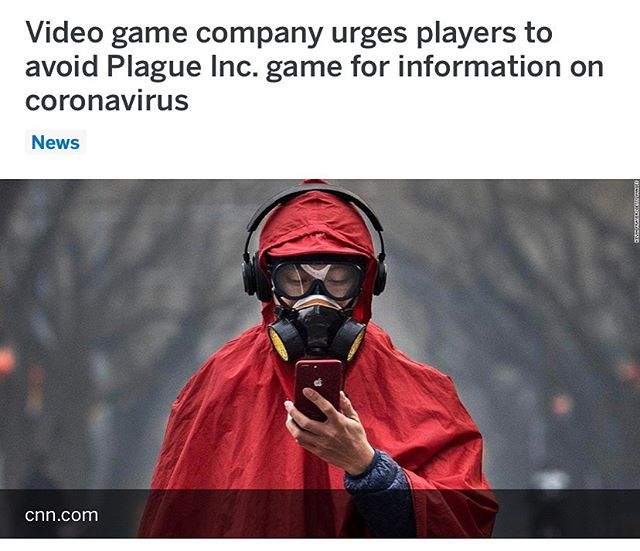 Video game company urges players to
avoid Plague Inc. game for information on
coronavirus
News
cnn.com